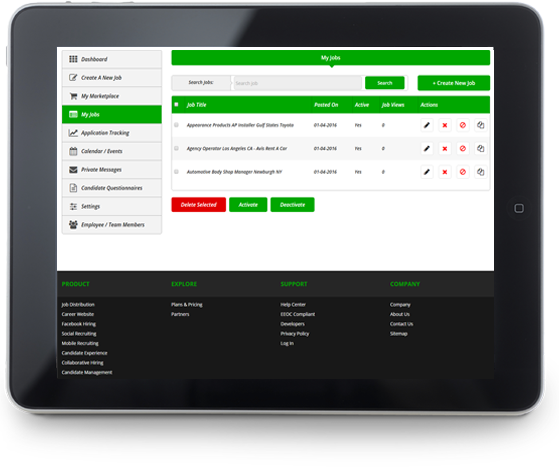 My Jobs
Dashboard
Create A New Job
My Marketplace
My Jobs
Application Tracking
Calendar / Events
Private Messages
Candidate Questionnaires
Settings
Employee / Team Members
Search Jobs: Search Job Search + Create New Job
Job Title Posted On Active Job Views Actions
Appearance Products AP Installer Gulf States Toyota 01-04-2016 Yes 0
Agency Operator Los Angeles CA - Avis Rent A Car 01-04-2016 Yes 0
Automotive Body Shop Manager Newburgh NY 01-04-2016 Yes 0
Delete Selected Activate Deactivate
PRODUCT
Job Distribution
Career Website
Facebook Hiring
Social Recruiting
Mobile Recruiting
Candidate Experience
Collaborative Hiring
Candidate Management
EXPLORE
Plans & Pricing
Partners
SUPPORT
Help Center
EEOC Compliant
Developers
Privacy Policy
Log In
COMPANY
Company
About Us
Contact Us
Sitemap